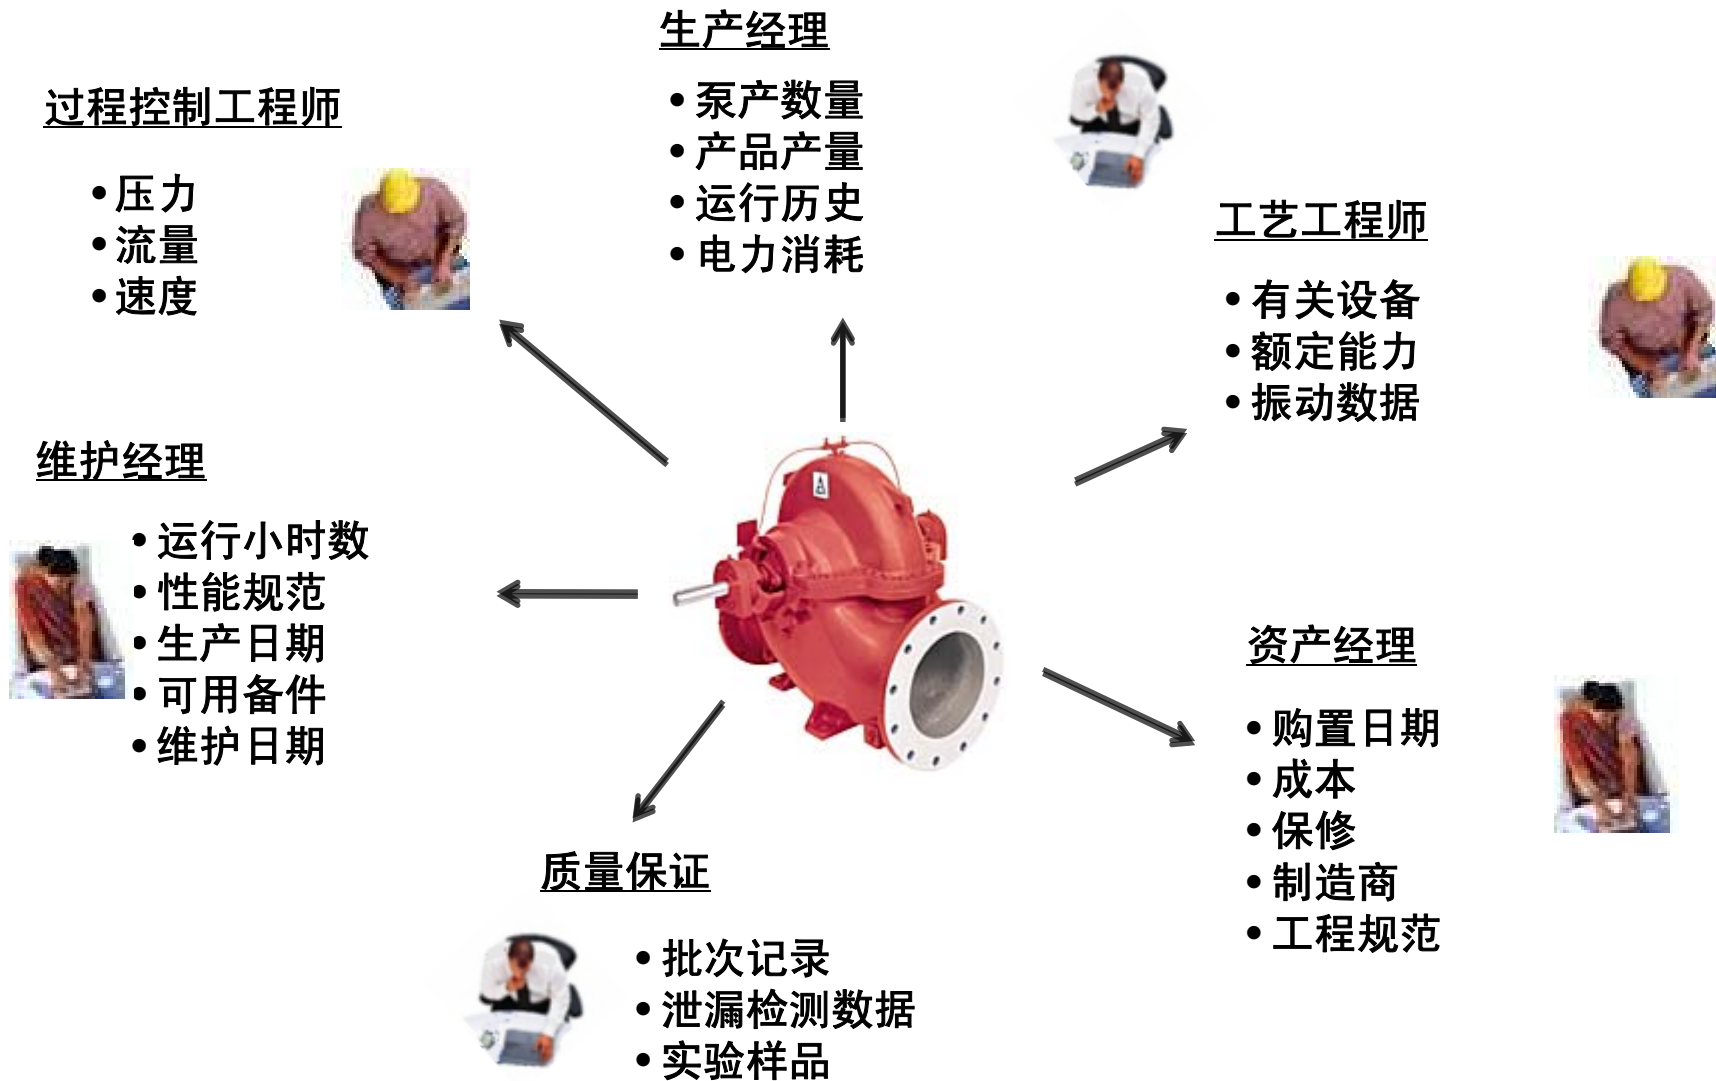 生产经理
• 泵产数量
• 产品产量
• 运行历史
• 电力消耗
过程控制工程师
• 压力
• 流量
• 速度
工艺工程师
• 有关设备
• 额定能力
• 振动数据
维护经理
• 运行小时数
• 性能规范
• 生产日期
• 可用备件
• 维护日期
资产经理
• 购置日期
• 成本
• 保修
• 制造商
• 工程规范
质量保证
• 批次记录
• 泄漏检测数据
• 实验样品